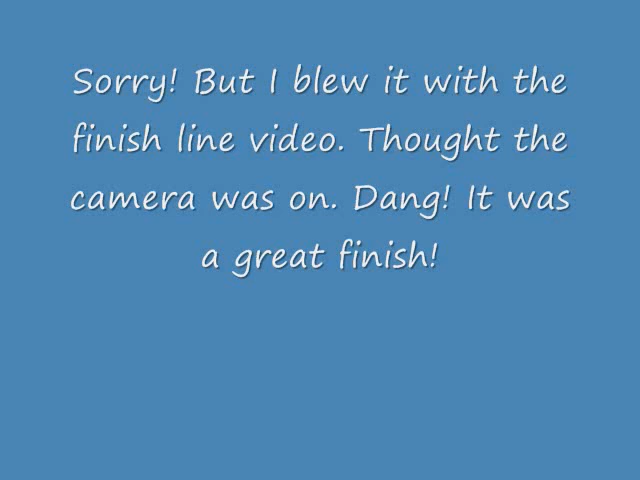 Sorry! But I blew it with the
finish line video. Thought the
camera was on. Dang! It was
a great finish!